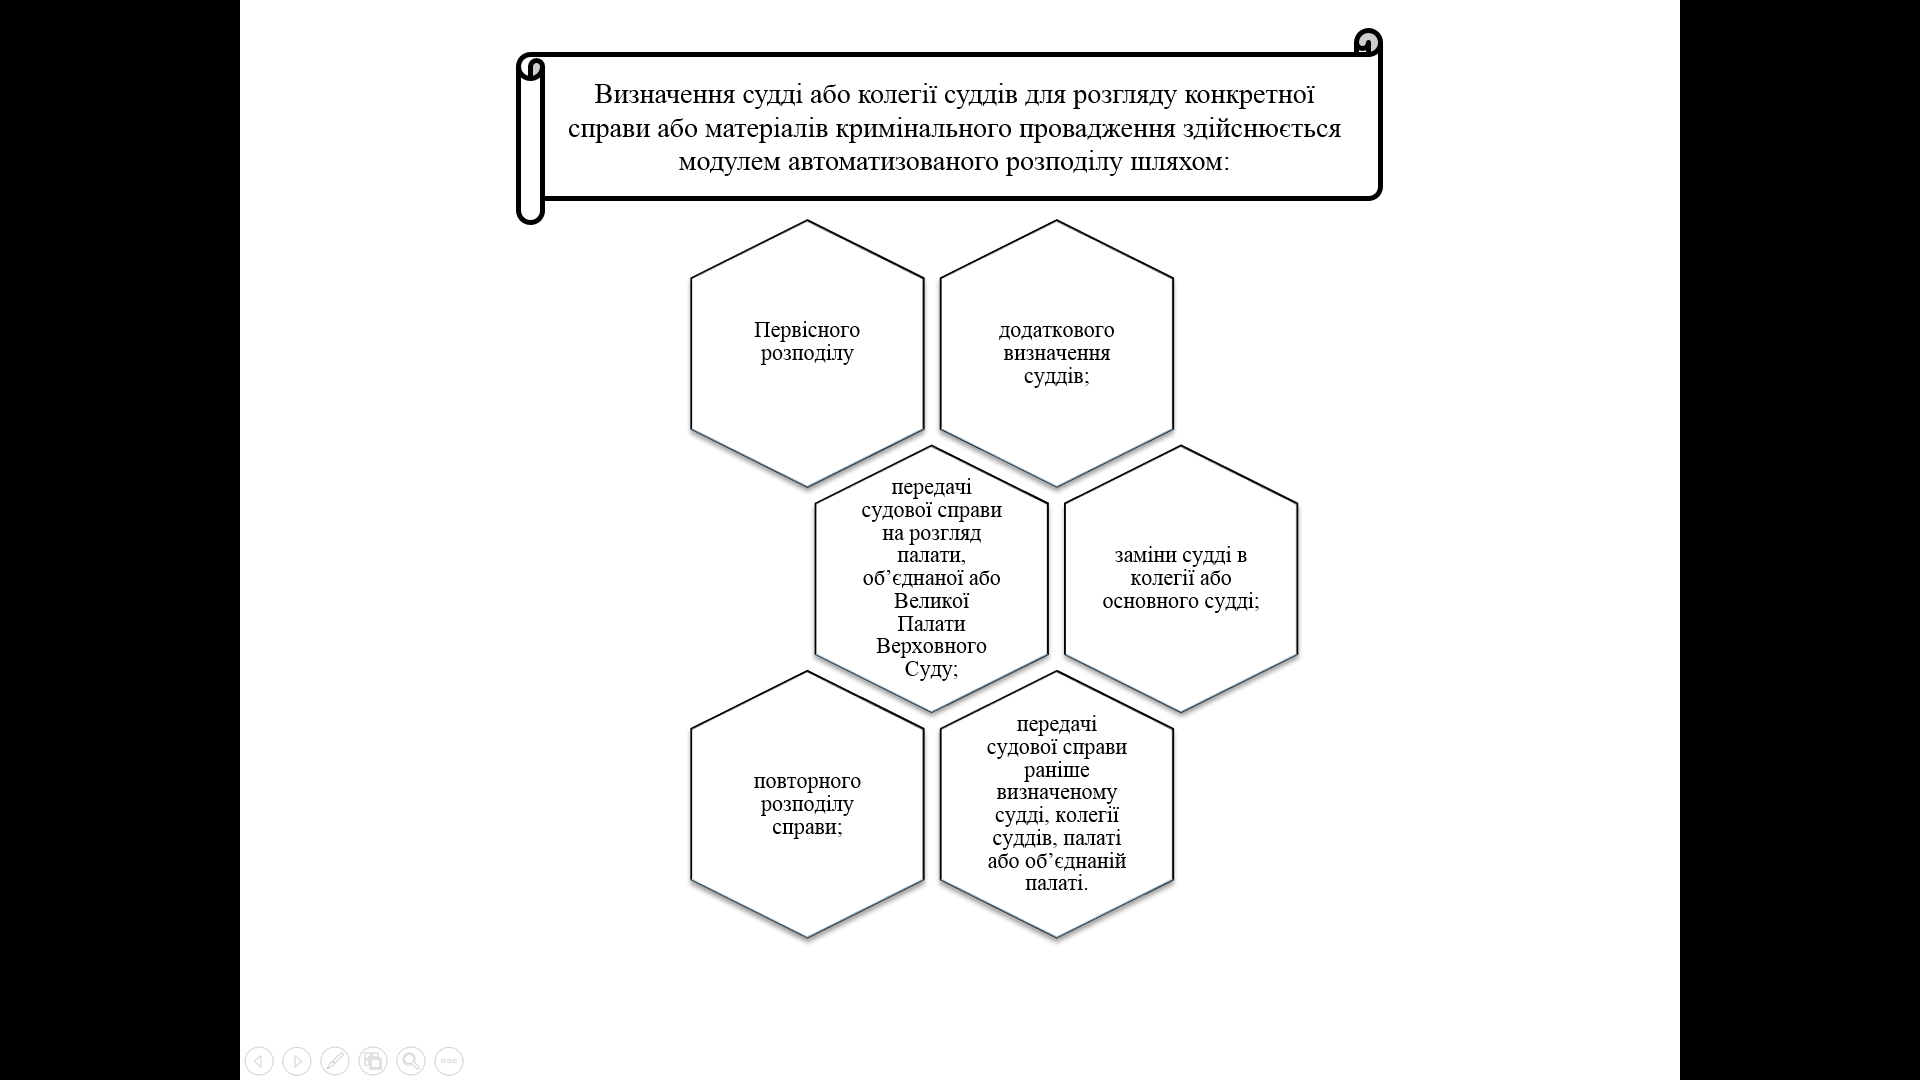 Визначення судді або колегії суддів для розгляду конкретної
справи або матеріалів кримінального провадження здійснюється
модулем автоматизованого розподілу шляхом:
Первісного
розподілу
додаткового
визначення
суддів;
передачі
судової справи
на розгляд
палати,
об’єднаної або
Великої
Палати
Верховного
Суду;
заміни судді в
колегії або
основного судді;
повторного
розподілу
справи;
передачі
судової справи
раніше
визначеному
судді, колегії
суддів, палаті
або об’єднаній
палаті.